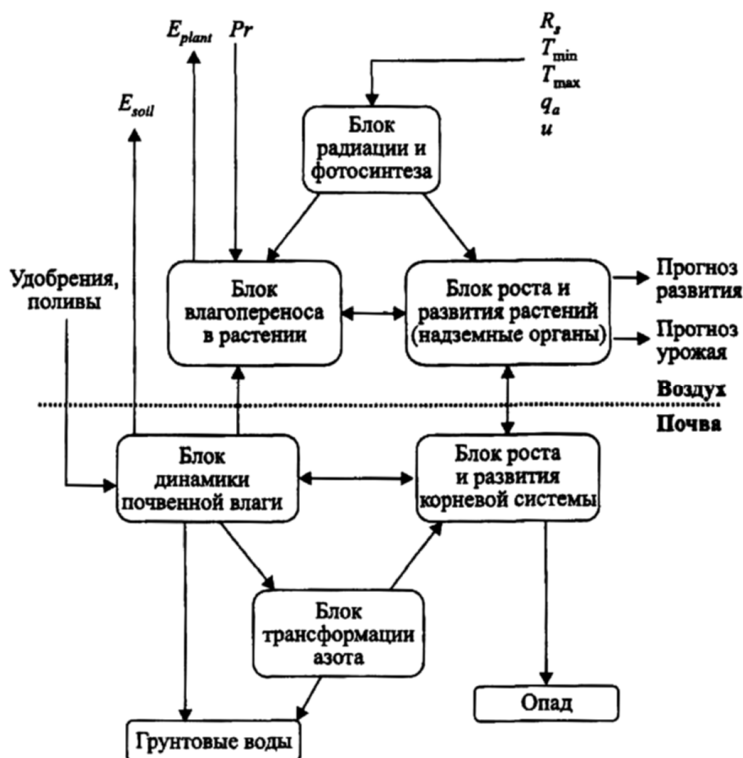 E_plant Pr
E_soil
R_s
T_min
T_max
q_a
u
Блок
радиации и
фотосинтеза
Удобрения,
поливы
Блок
влагопереноса
в растении
Блок роста и
развития растений
(надземные органы)
Прогноз
развития
Прогноз
урожая
Воздух
Почва
Блок
динамики
почвенной влаги
Блок роста
и развития
корневой системы
Блок
трансформации
азота
Опад
Грунтовые воды